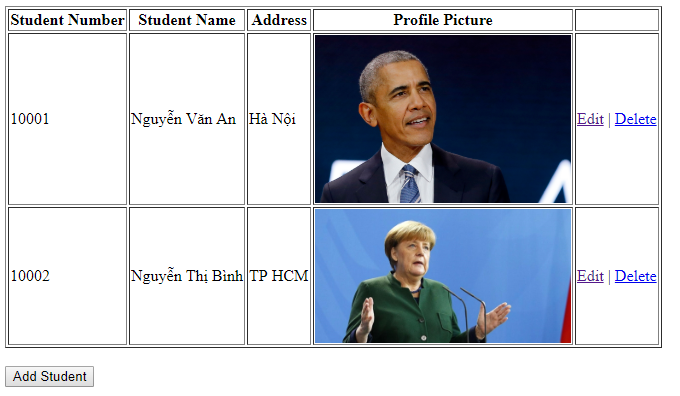 Student Number Student Name Address Profile Picture
10001 Nguyễn Văn An Hà Nội Edit | Delete
10002 Nguyễn Thị Bình TP HCM Edit | Delete
Add Student